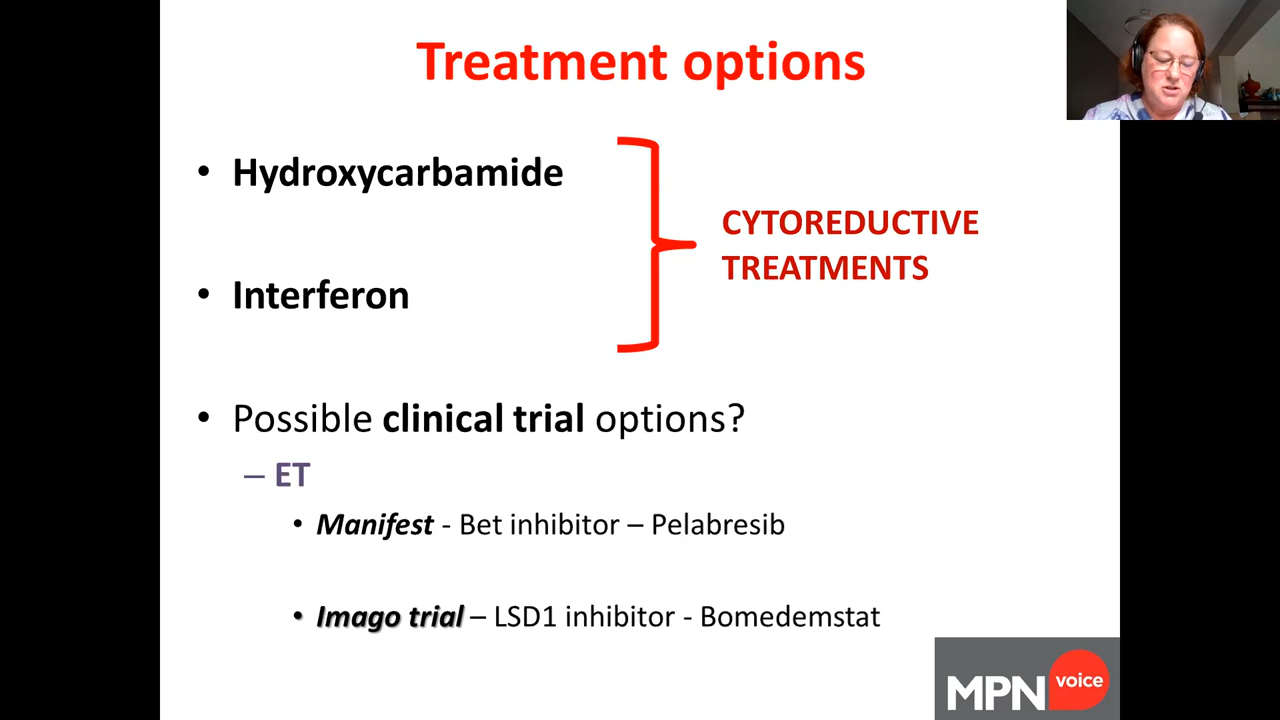 Treatment options
• Hydroxycarbamide
• Interferon
CYTOREDUCTIVE
TREATMENTS
• Possible clinical trial options?
– ET
• Manifest - Bet inhibitor – Pelabresib
• Imago trial – LSD1 inhibitor - Bomedemstat
MPN voice